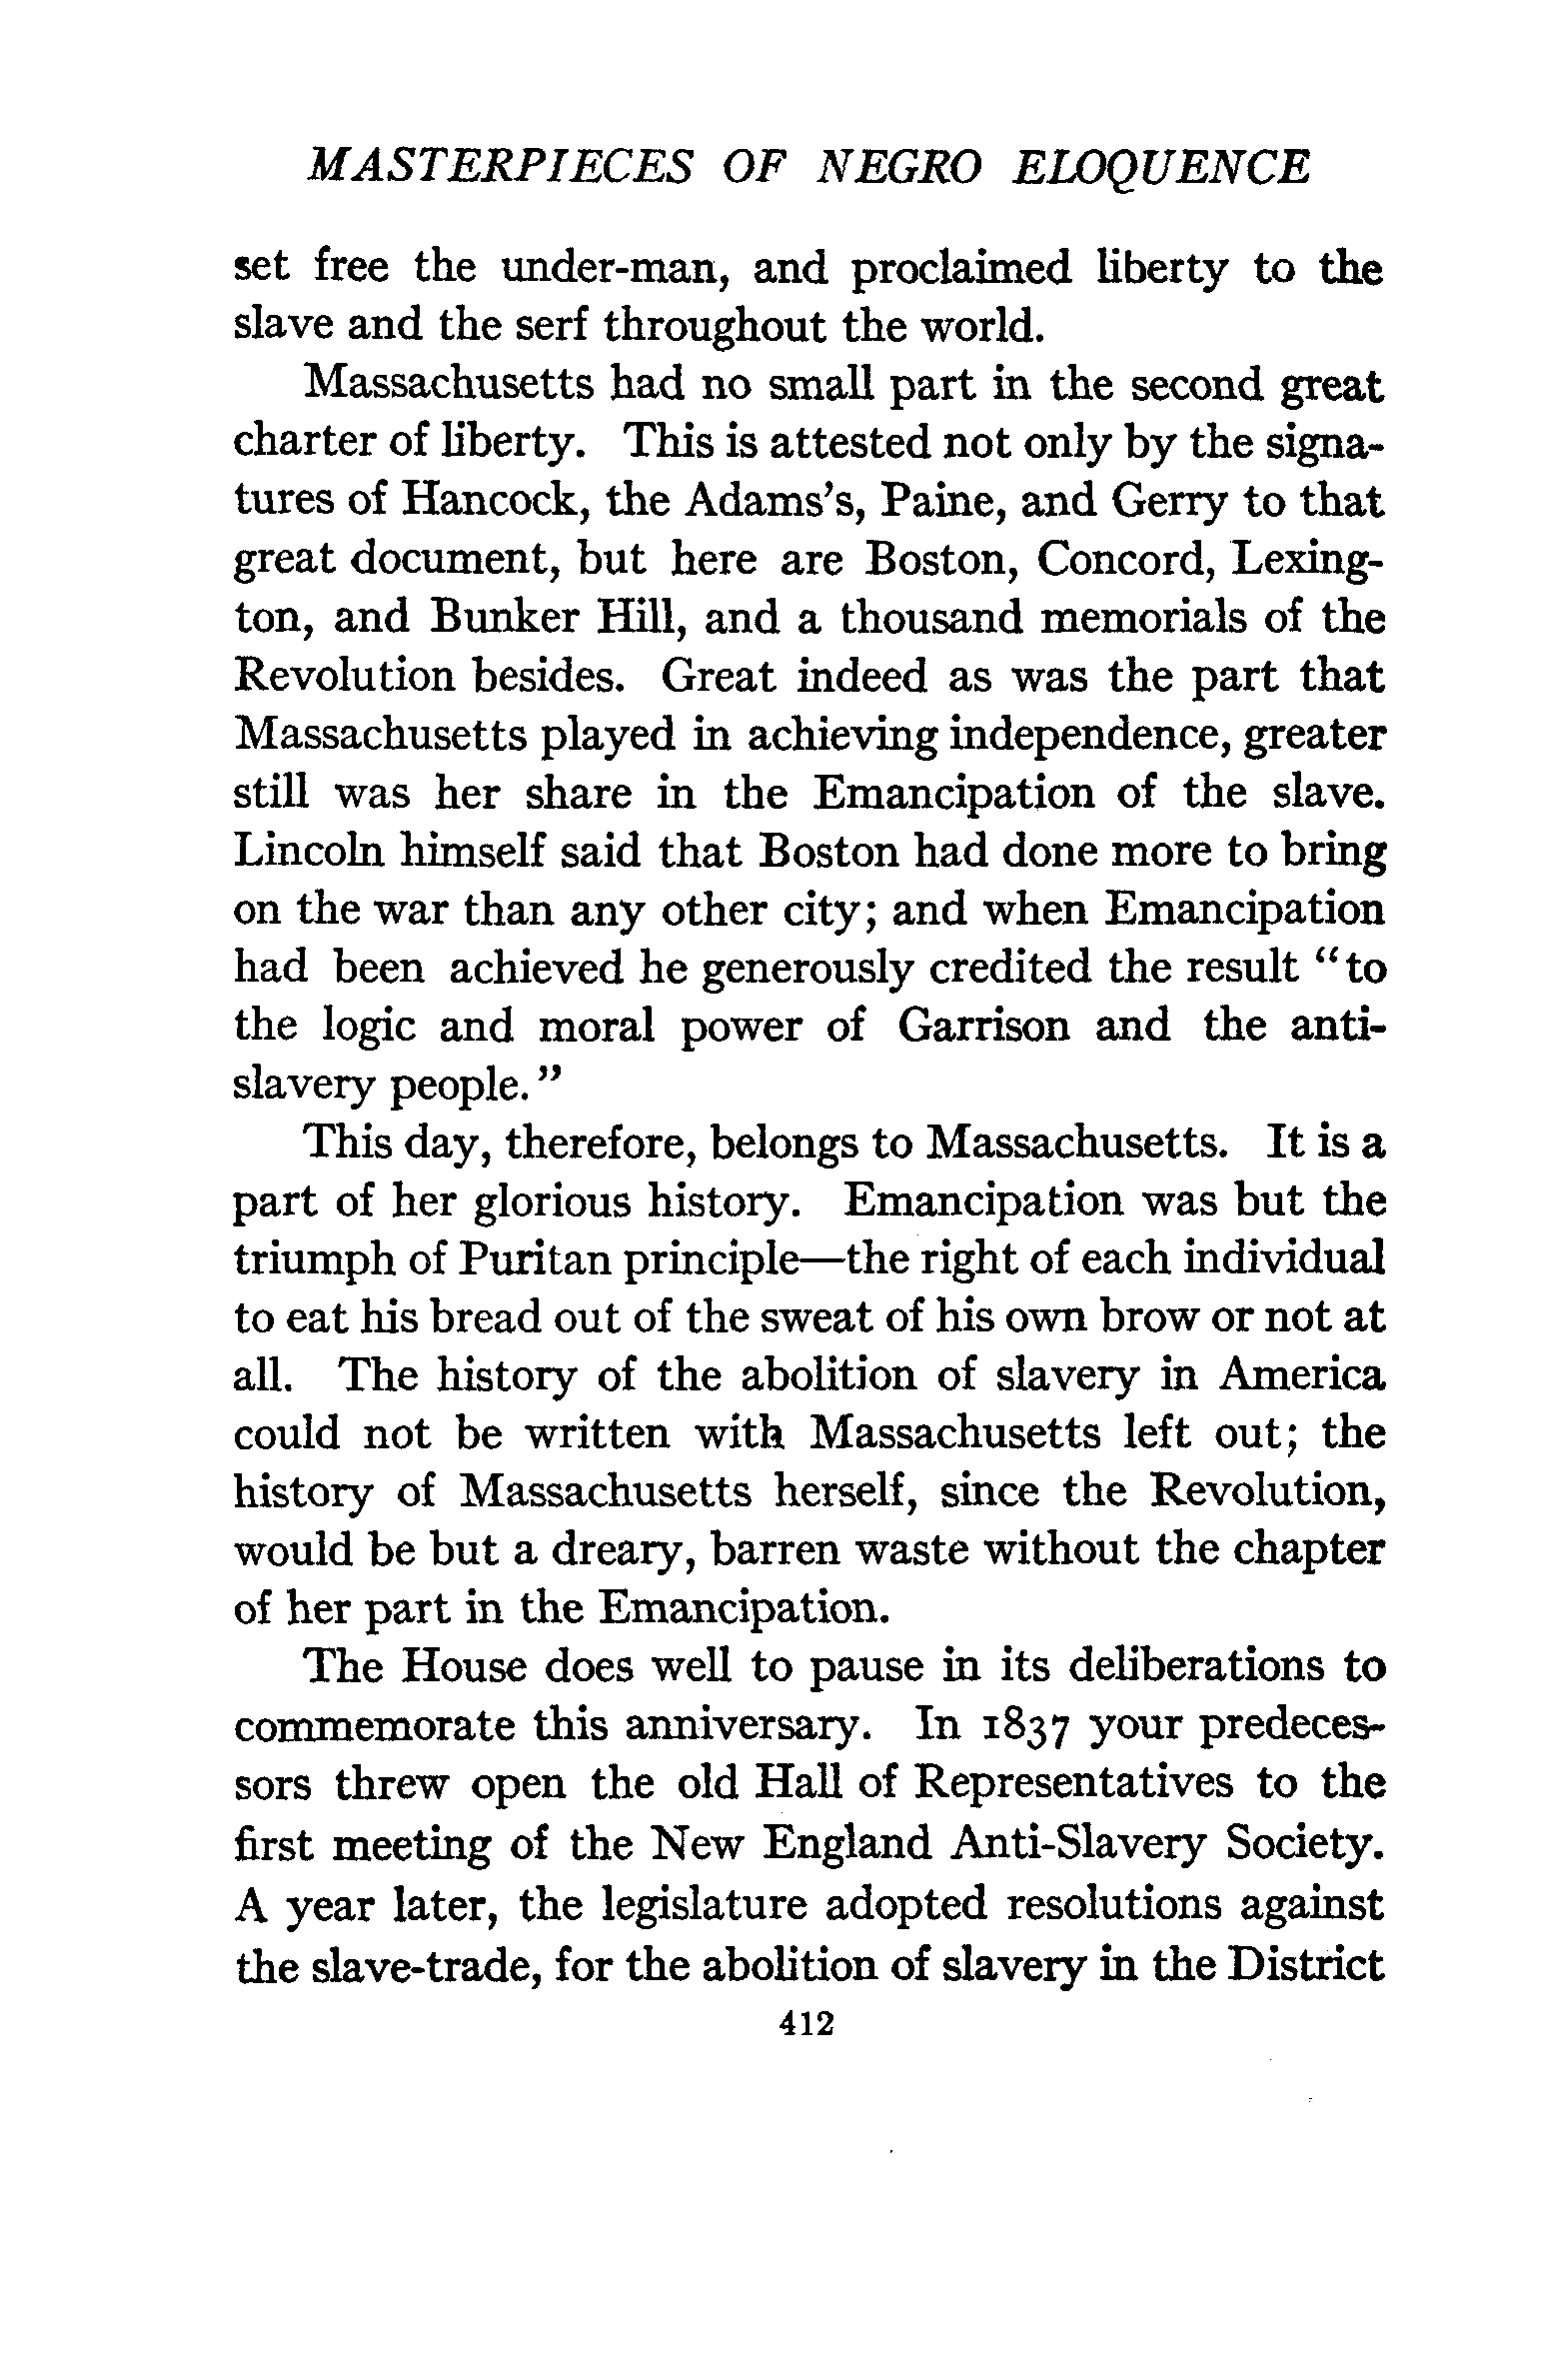 MASTERPIECES OF NEGRO ELOQUENCE
set free the under-man, and proclaimed liberty to the
slave and the serf throughout the world.
Massachusetts had no small part in the second great
charter of liberty. This is attested not only by the signa-
tures of Hancock, the Adams's, Paine, and Gerry to that
great document, but here are Boston, Concord, Lexing-
ton, and Bunker Hill, and a thousand memorials of the
Revolution besides. Great indeed as was the part that
Massachusetts played in achieving independence, greater
still was her share in the Emancipation of the slave.
Lincoln himself said that Boston had done more to bring
on the war than any other city; and when Emancipation
had been achieved he generously credited the result "to
the logic and moral power of Garrison and the anti-
slavery people."
This day, therefore, belongs to Massachusetts. It is a
part of her glorious history. Emancipation was but the
triumph of Puritan principle—the right of each individual
to eat his bread out of the sweat of his own brow or not at
all. The history of the abolition of slavery in America
could not be written with Massachusetts left out; the
history of Massachusetts herself, since the Revolution,
would be but a dreary, barren waste without the chapter
of her part in the Emancipation.
The House does well to pause in its deliberations to
commemorate this anniversary. In 1837 your predeces-
sors threw open the old Hall of Representatives to the
first meeting of the New England Anti-Slavery Society.
A year later, the legislature adopted resolutions against
the slave-trade, for the abolition of slavery in the District
412